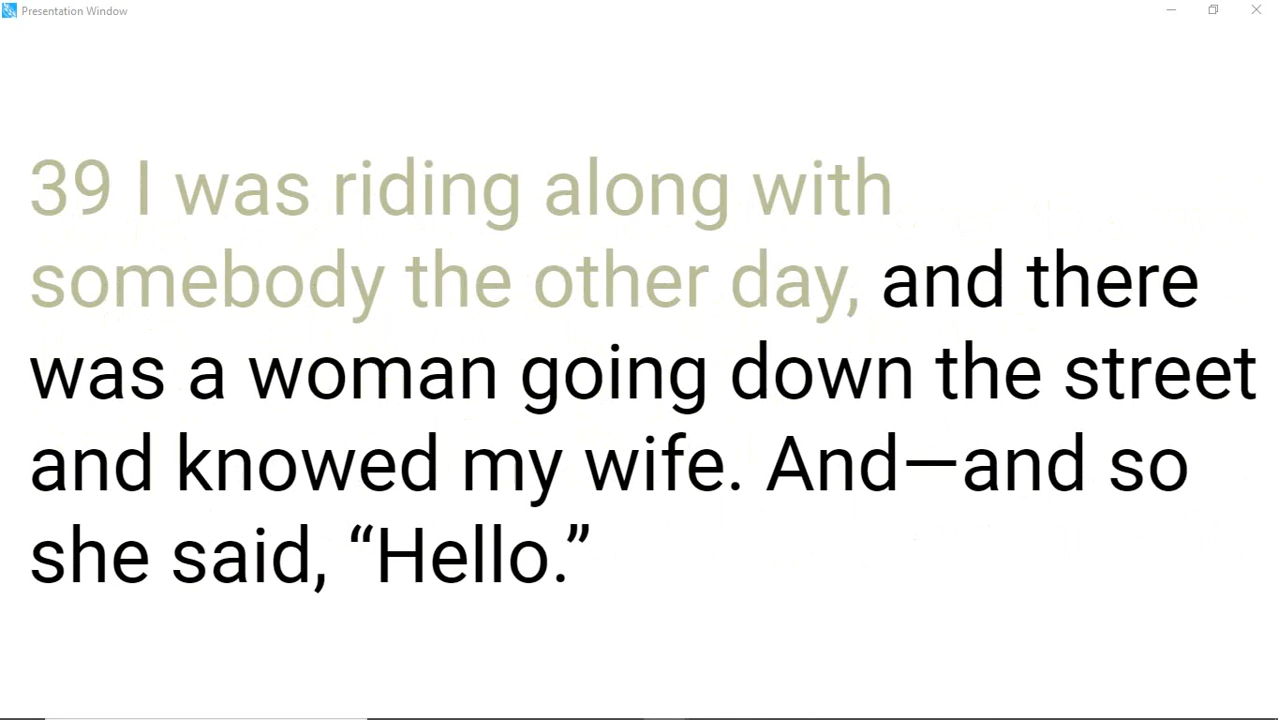 Presentation Window
39 I was riding along with
somebody the other day, and there
was a woman going down the street
and knowed my wife. And—and so
she said, “Hello.”